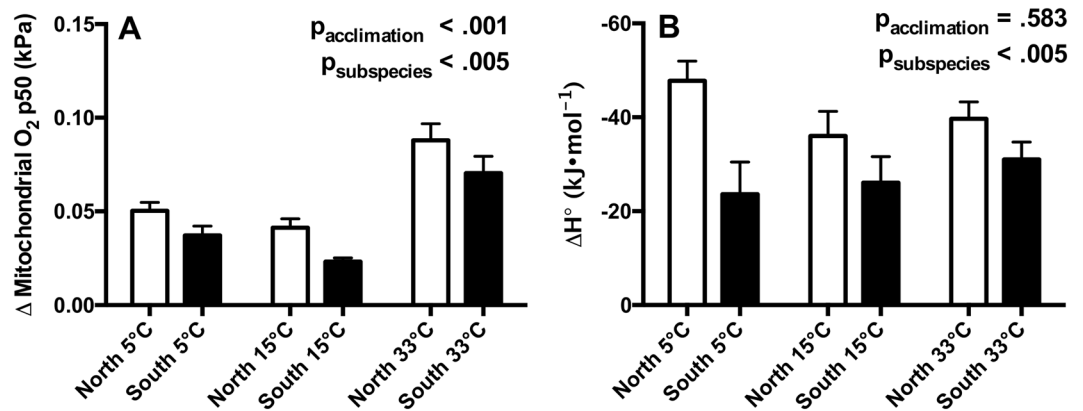 A
p_acclimation < .001
p_subspecies < .005
Δ Mitochondrial O₂ p50 (kPa)
0.15
0.10
0.05
0.00
North 5°C
South 5°C
North 15°C
South 15°C
North 33°C
South 33°C
B
p_acclimation = .583
p_subspecies < .005
ΔH° (kJ•mol⁻¹)
-60
-40
-20
0
North 5°C
South 5°C
North 15°C
South 15°C
North 33°C
South 33°C